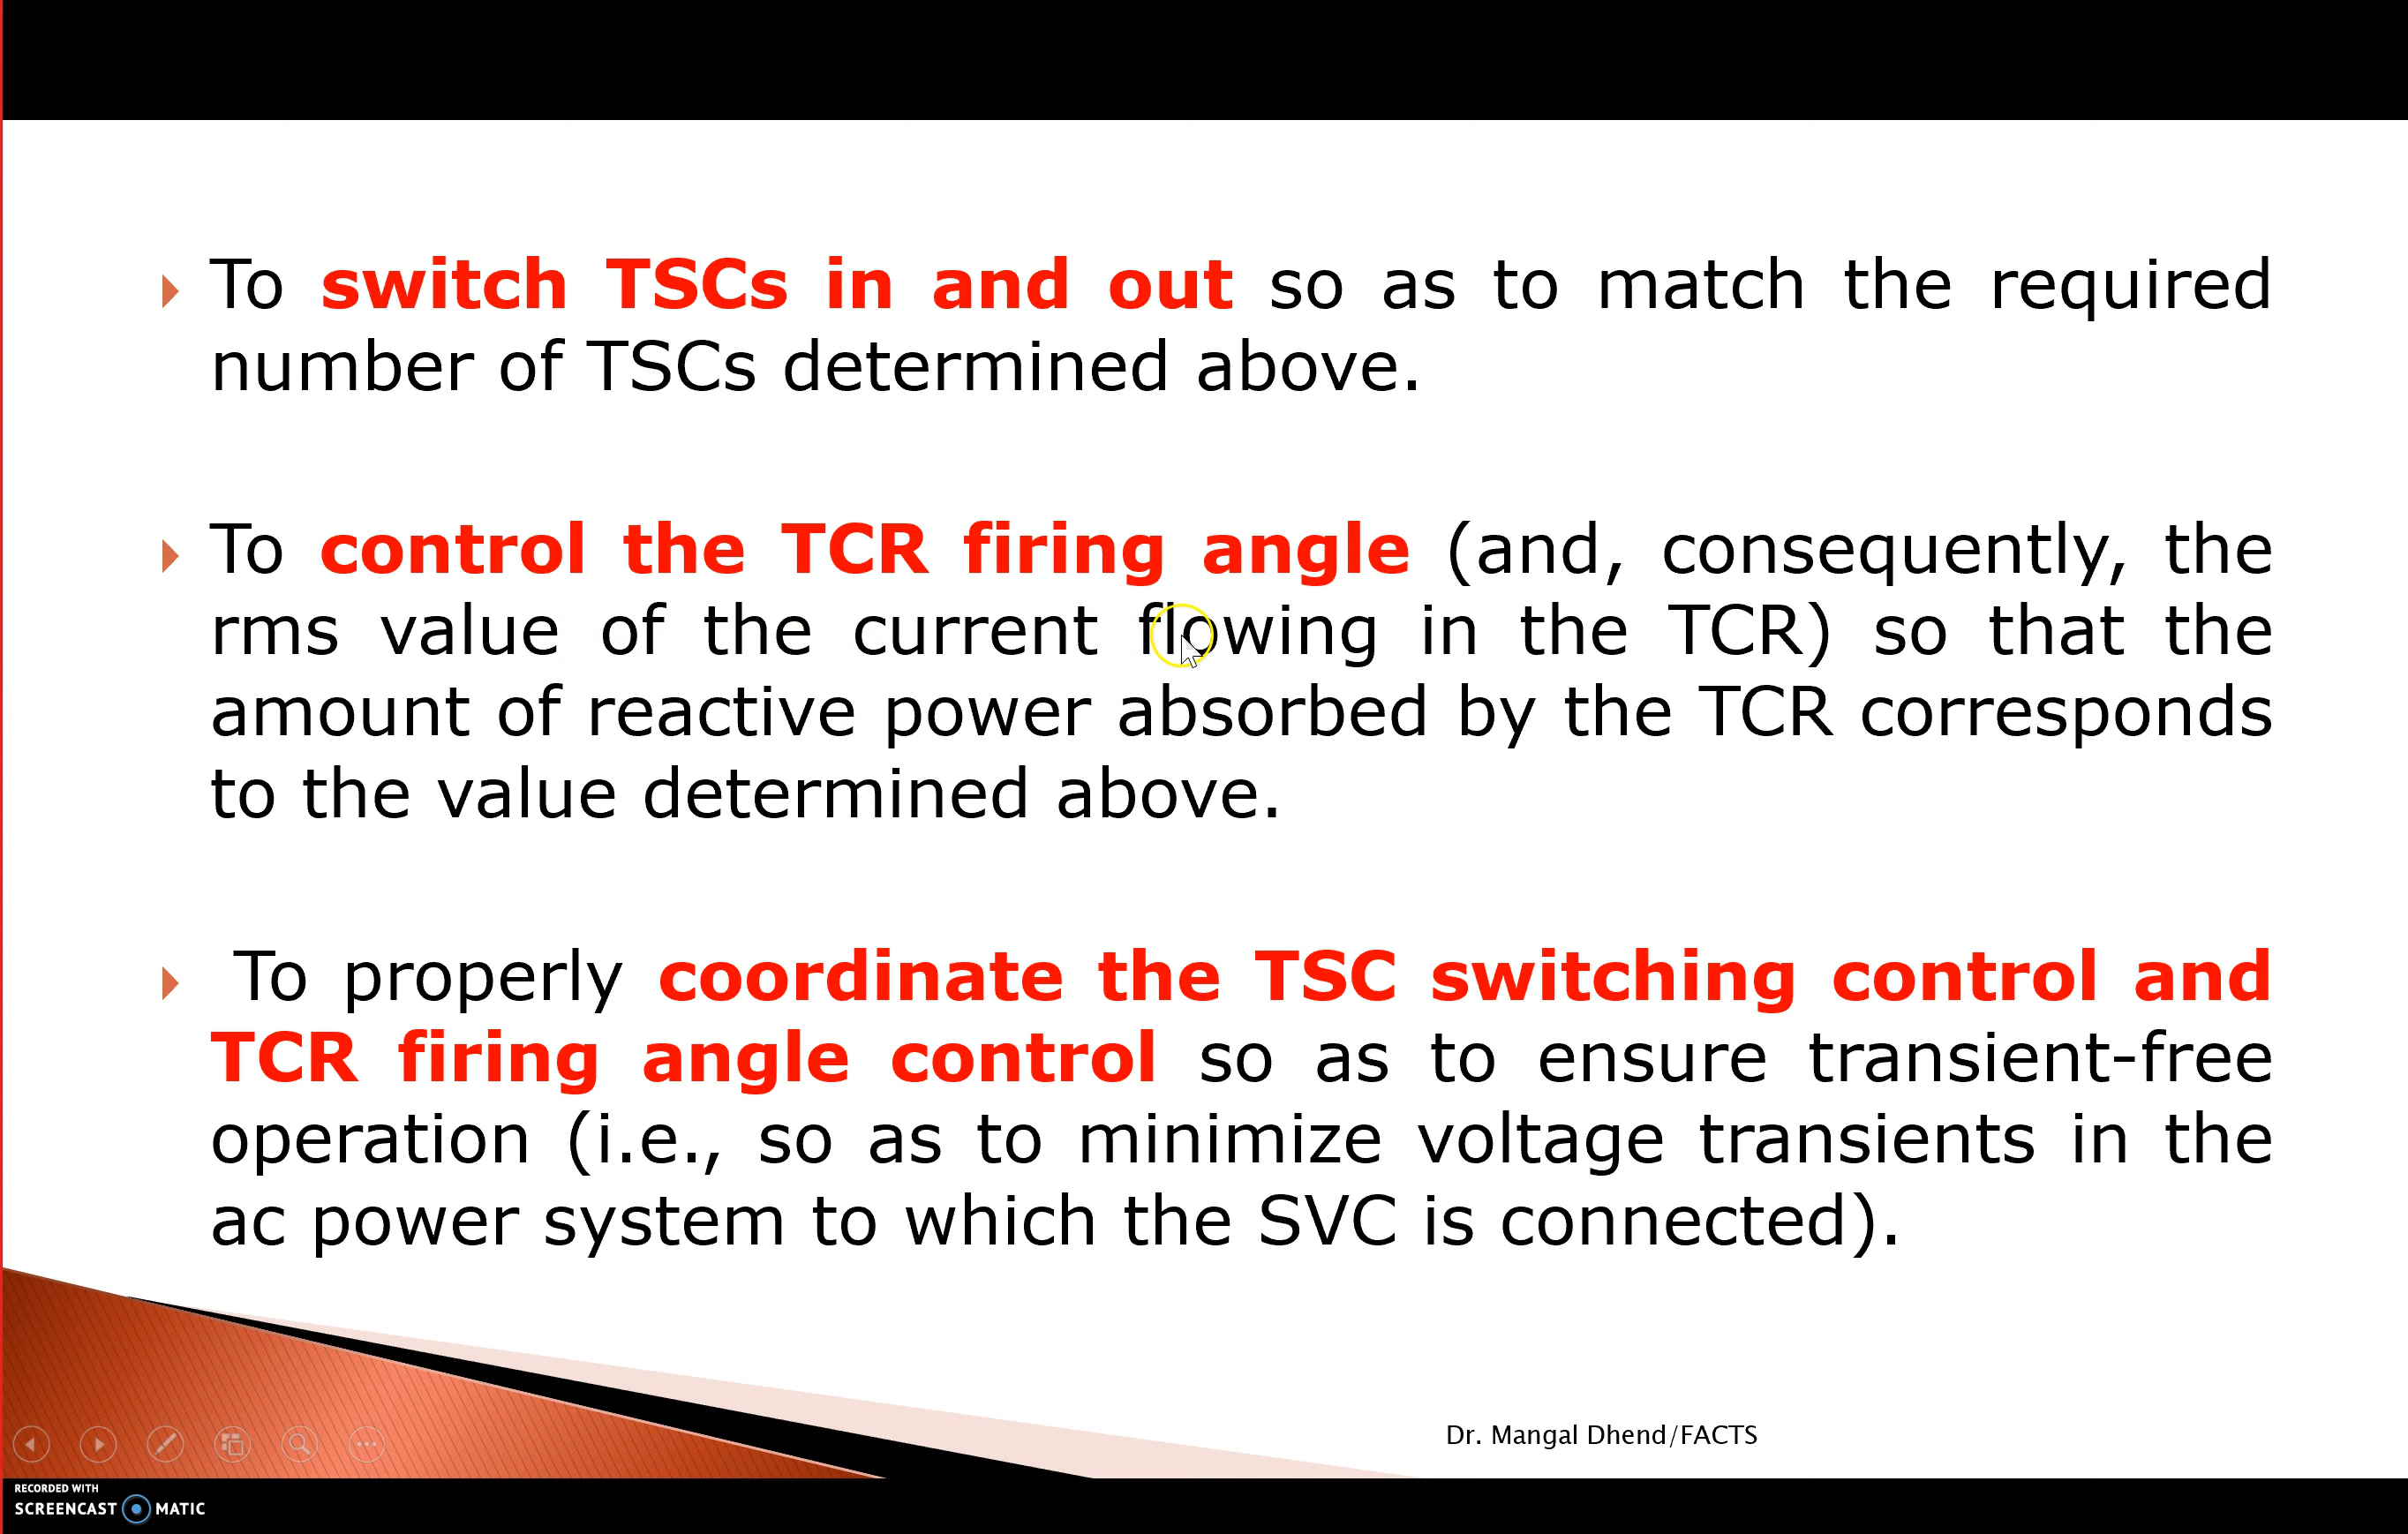 To switch TSCs in and out so as to match the required
number of TSCs determined above.
To control the TCR firing angle (and, consequently, the
rms value of the current flowing in the TCR) so that the
amount of reactive power absorbed by the TCR corresponds
to the value determined above.
To properly coordinate the TSC switching control and
TCR firing angle control so as to ensure transient-free
operation (i.e., so as to minimize voltage transients in the
ac power system to which the SVC is connected).
Dr. Mangal Dhend/FACTS
RECORDED WITH
SCREENCAST MATIC